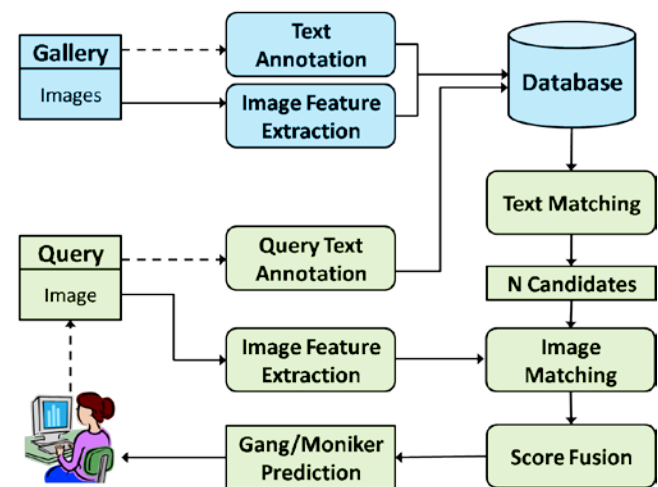 Gallery
Images
Text
Annotation
Image Feature
Extraction
Database
Text Matching
Query
Image
Query Text
Annotation
N Candidates
Image Feature
Extraction
Image
Matching
Gang/Moniker
Prediction
Score Fusion